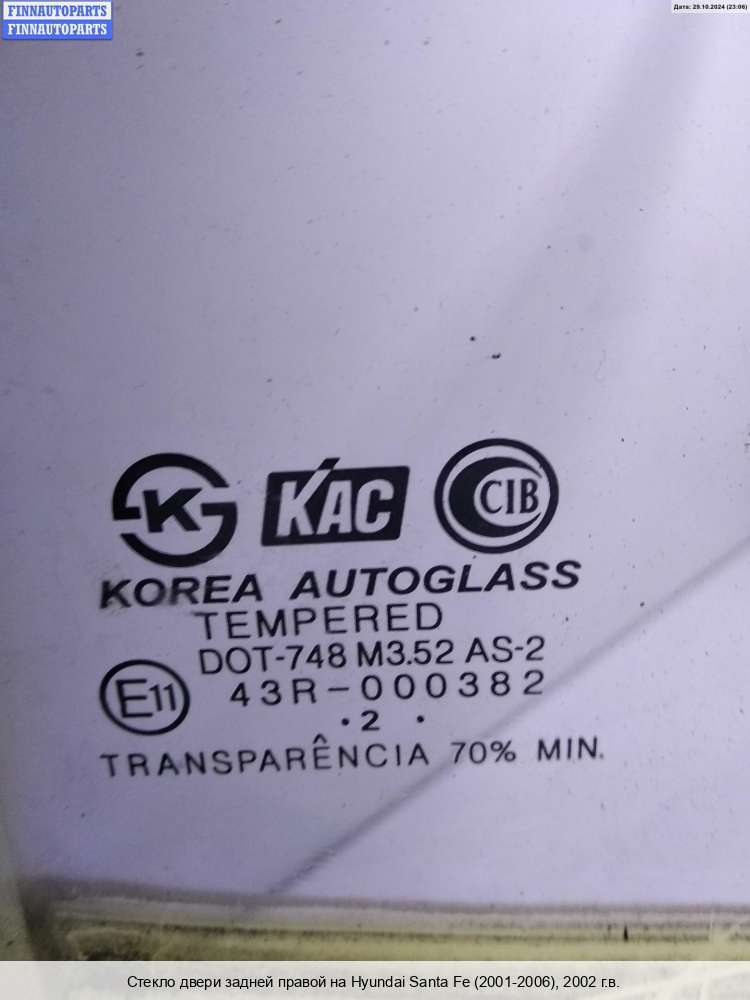 FINNAUTOPARTS
FINNAUTOPARTS
Дата: 29.10.2024 (23:06)
K
KAC
CIB
KOREA AUTOGLASS
TEMPERED
DOT-748 M3.52 AS-2
E11
43R-000382
·2 ·
TRANSPARÊNCIA 70% MIN.
Стекло двери задней правой на Hyundai Santa Fe (2001-2006), 2002 г.в.